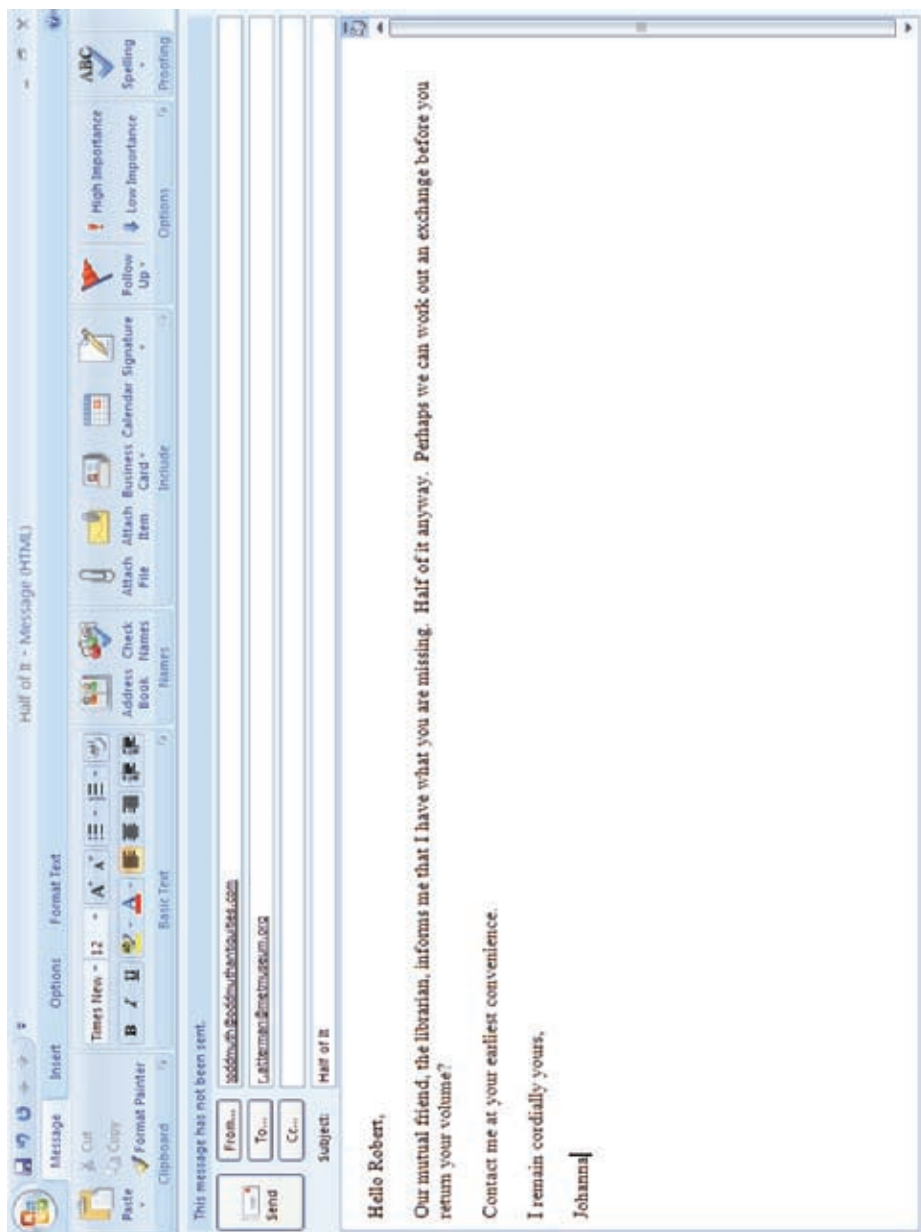 Half of It - Message (HTML)
Message Insert Options Format Text
Paste
Cut
Copy
Format Painter
Clipboard
Times New 12
B I U
Basic Text
Address Book
Check Names
Names
Attach File
Attach Item
Business Card
Calendar
Signature
Include
Follow Up
High Importance
Low Importance
Options
ABC
Spelling
Proofing
This message has not been sent.
Send
From...
To... r.atterman@metmuseum.org
Cc...
Subject: Half of It
Hello Robert,
Our mutual friend, the librarian, informs me that I have what you are missing. Half of it anyway. Perhaps we can work out an exchange before you
return your volume?
Contact me at your earliest convenience.
I remain cordially yours,
Johanna